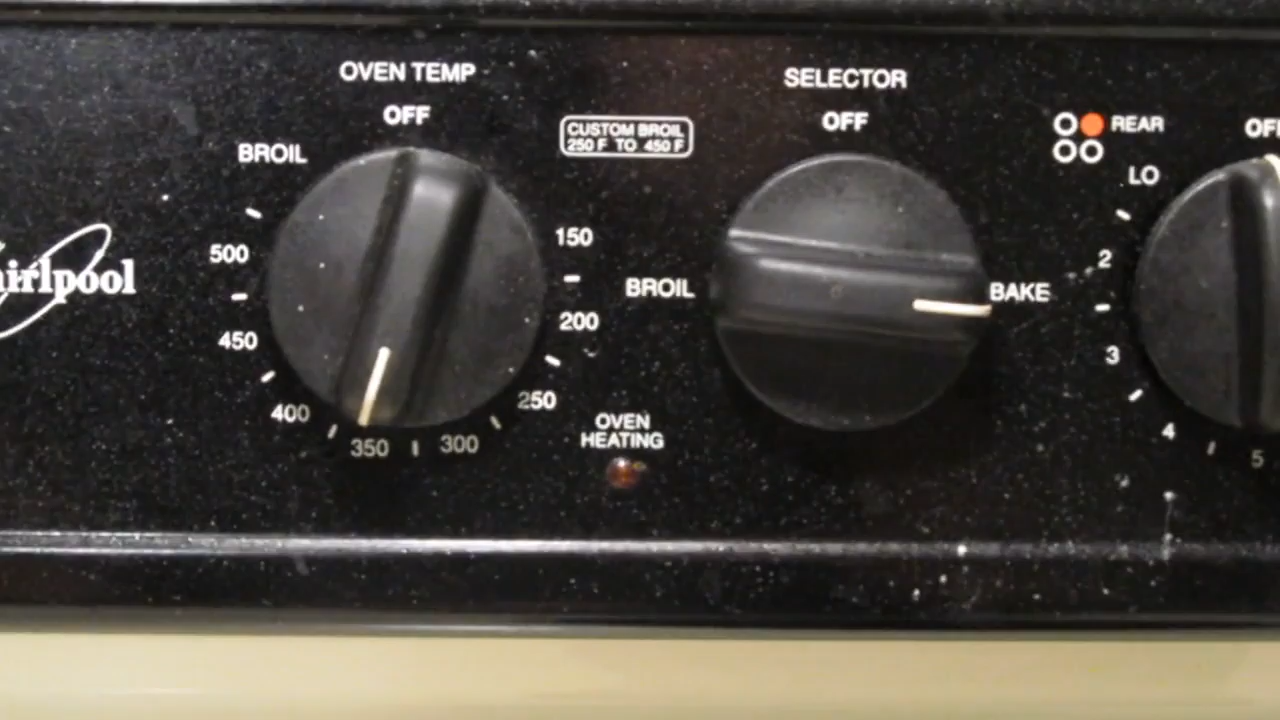 OVEN TEMP
OFF
BROIL
500
450
400
350
300
250
200
150
CUSTOM BROIL
250 F TO 450 F
OVEN
HEATING
SELECTOR
OFF
BROIL
BAKE
REAR
LO
2
3
4
5